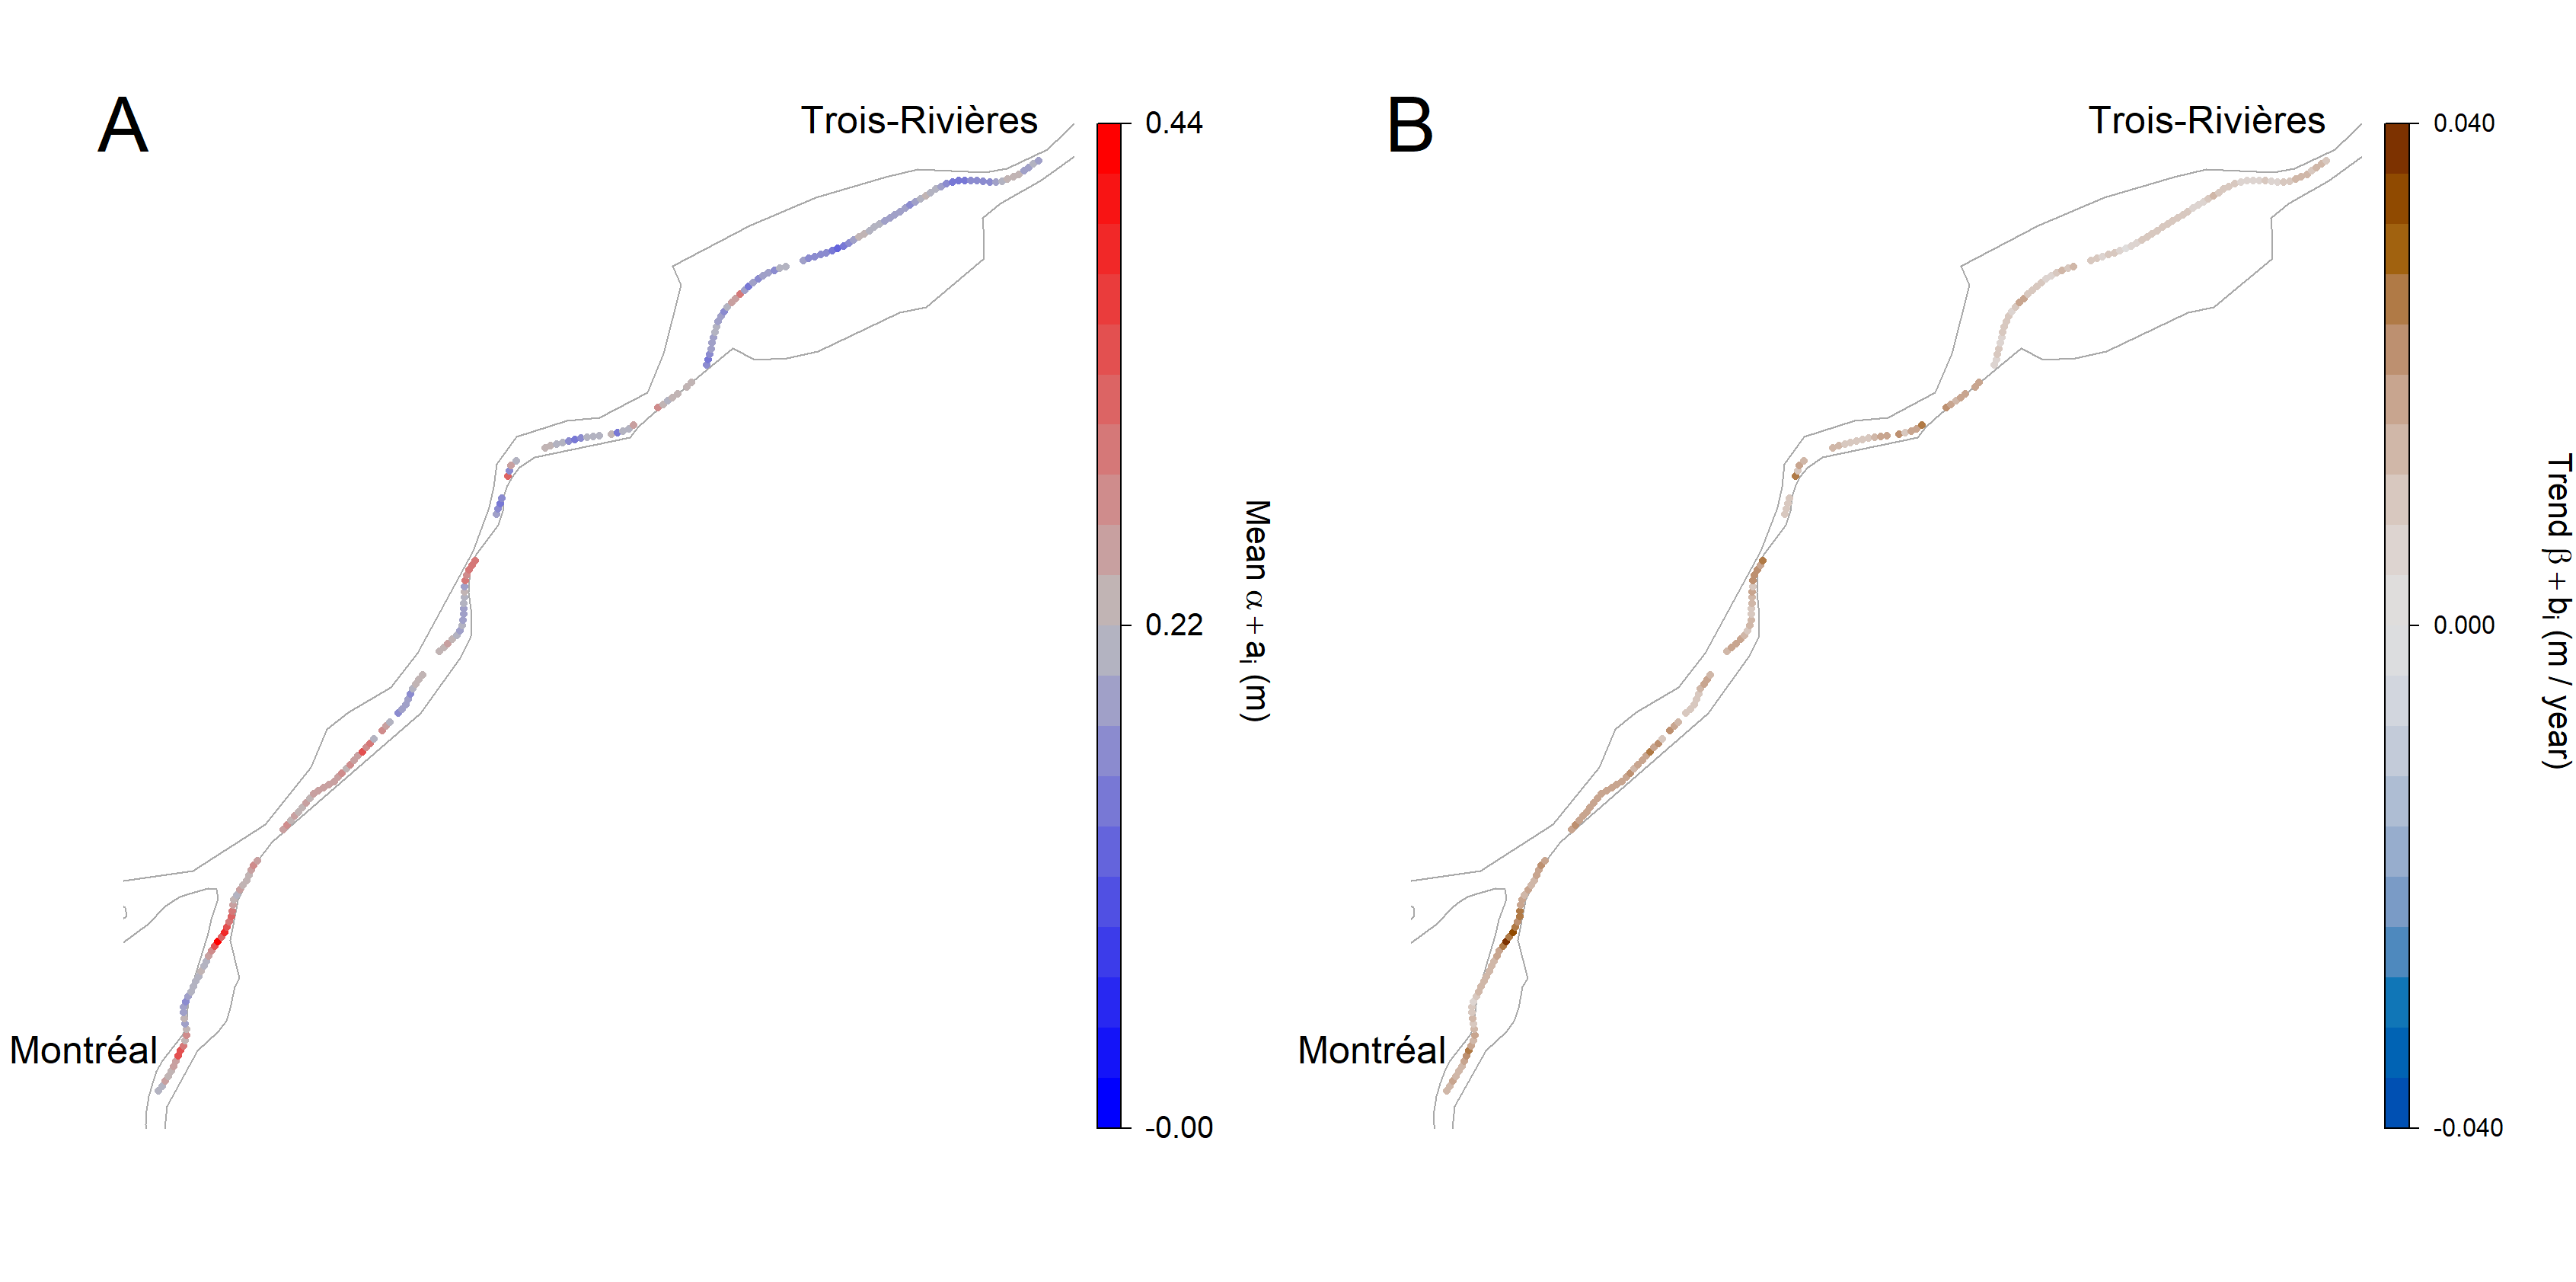 A
Trois-Rivières
Montréal
0.44
0.22
-0.00
Mean α + aᵢ (m)
B
Trois-Rivières
Montréal
0.040
0.000
-0.040
Trend β + bᵢ (m / year)